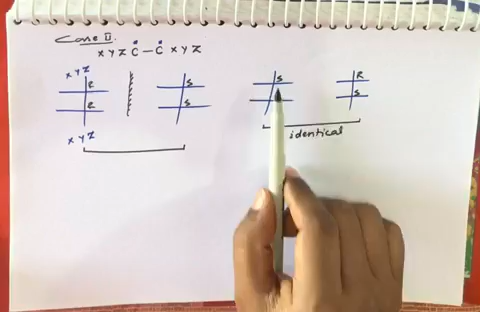 Case II.
x y z Ċ – Ċ x y z
x y z
R S S R
R S S
x y z
identical